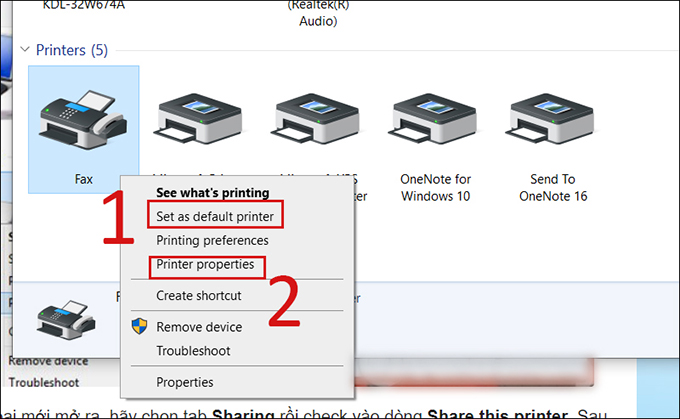 KDL-32W674A
(Realtek(R)
Audio)
Printers (5)
Fax
OneNote for
Windows 10
Send To
OneNote 16
1
See what's printing
Set as default printer
Printing preferences
Printer properties
2
Create shortcut
Remove device
Troubleshoot
Properties
Remove device
Troubleshoot
mới mở ra, hãy chọn tab Sharing rồi check vào dòng Share this printer. Sau